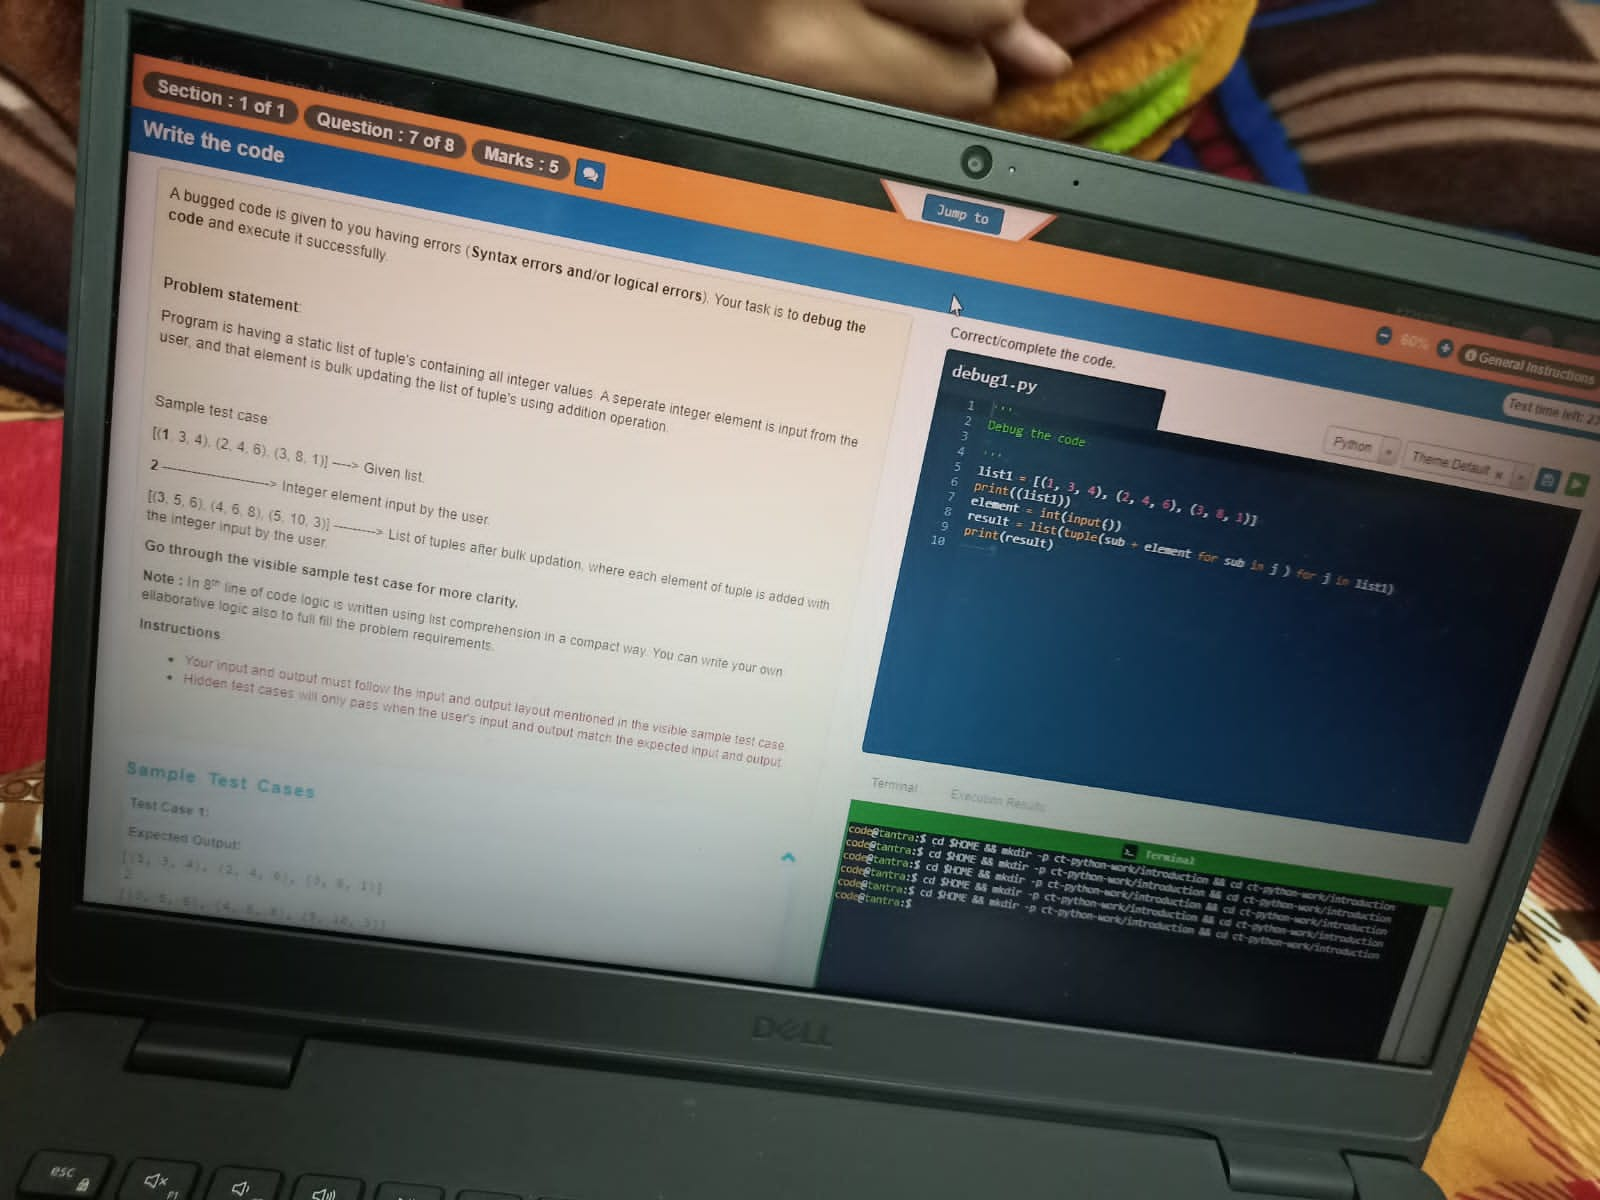 Section : 1 of 1
Question : 7 of 8
Marks : 5
Jump to
Write the code
60%
General Instructions
Test time left:
A bugged code is given to you having errors (Syntax errors and/or logical errors). Your task is to debug the
code and execute it successfully.
Problem statement:
Program is having a static list of tuple's containing all integer values. A seperate integer element is input from the
user, and that element is bulk updating the list of tuple's using addition operation.
Sample test case
[(1, 3, 4), (2, 4, 6), (3, 8, 1)] ----> Given list.
2 --------------------> Integer element input by the user.
[(3, 5, 6), (4, 6, 8), (5, 10, 3)] ---------> List of tuples after bulk updation, where each element of tuple is added with
the integer input by the user.
Go through the visible sample test case for more clarity.
Note : In 8th line of code logic is written using list comprehension in a compact way. You can write your own
ellaborative logic also to full fill the problem requirements.
Instructions
• Your input and output must follow the input and output layout mentioned in the visible sample test case.
• Hidden test cases will only pass when the user's input and output match the expected input and output.
Sample Test Cases
Test Case 1:
Expected Output:
[(1, 3, 4), (2, 4, 6), (3, 8, 1)]
2
[(3, 5, 6), (4, 6, 8), (5, 10, 3)]
Correct/complete the code.
debug1.py
Python
Theme:Default
1 '''
2 Debug the code
3
4 '''
5 list1 = [(1, 3, 4), (2, 4, 6), (3, 8, 1)]
6 print((list1))
7 element = int(input())
8 result = list(tuple(sub + element for sub in j ) for j in list1)
9 print(result)
10
Terminal
Execution Results
Terminal
code@tantra:$ cd $HOME && mkdir -p ct-python-work/introduction && cd ct-python-work/introduction
code@tantra:$ cd $HOME && mkdir -p ct-python-work/introduction && cd ct-python-work/introduction
code@tantra:$ cd $HOME && mkdir -p ct-python-work/introduction && cd ct-python-work/introduction
code@tantra:$ cd $HOME && mkdir -p ct-python-work/introduction && cd ct-python-work/introduction
code@tantra:$ cd $HOME && mkdir -p ct-python-work/introduction && cd ct-python-work/introduction
code@tantra:$
DELL
esc
F1